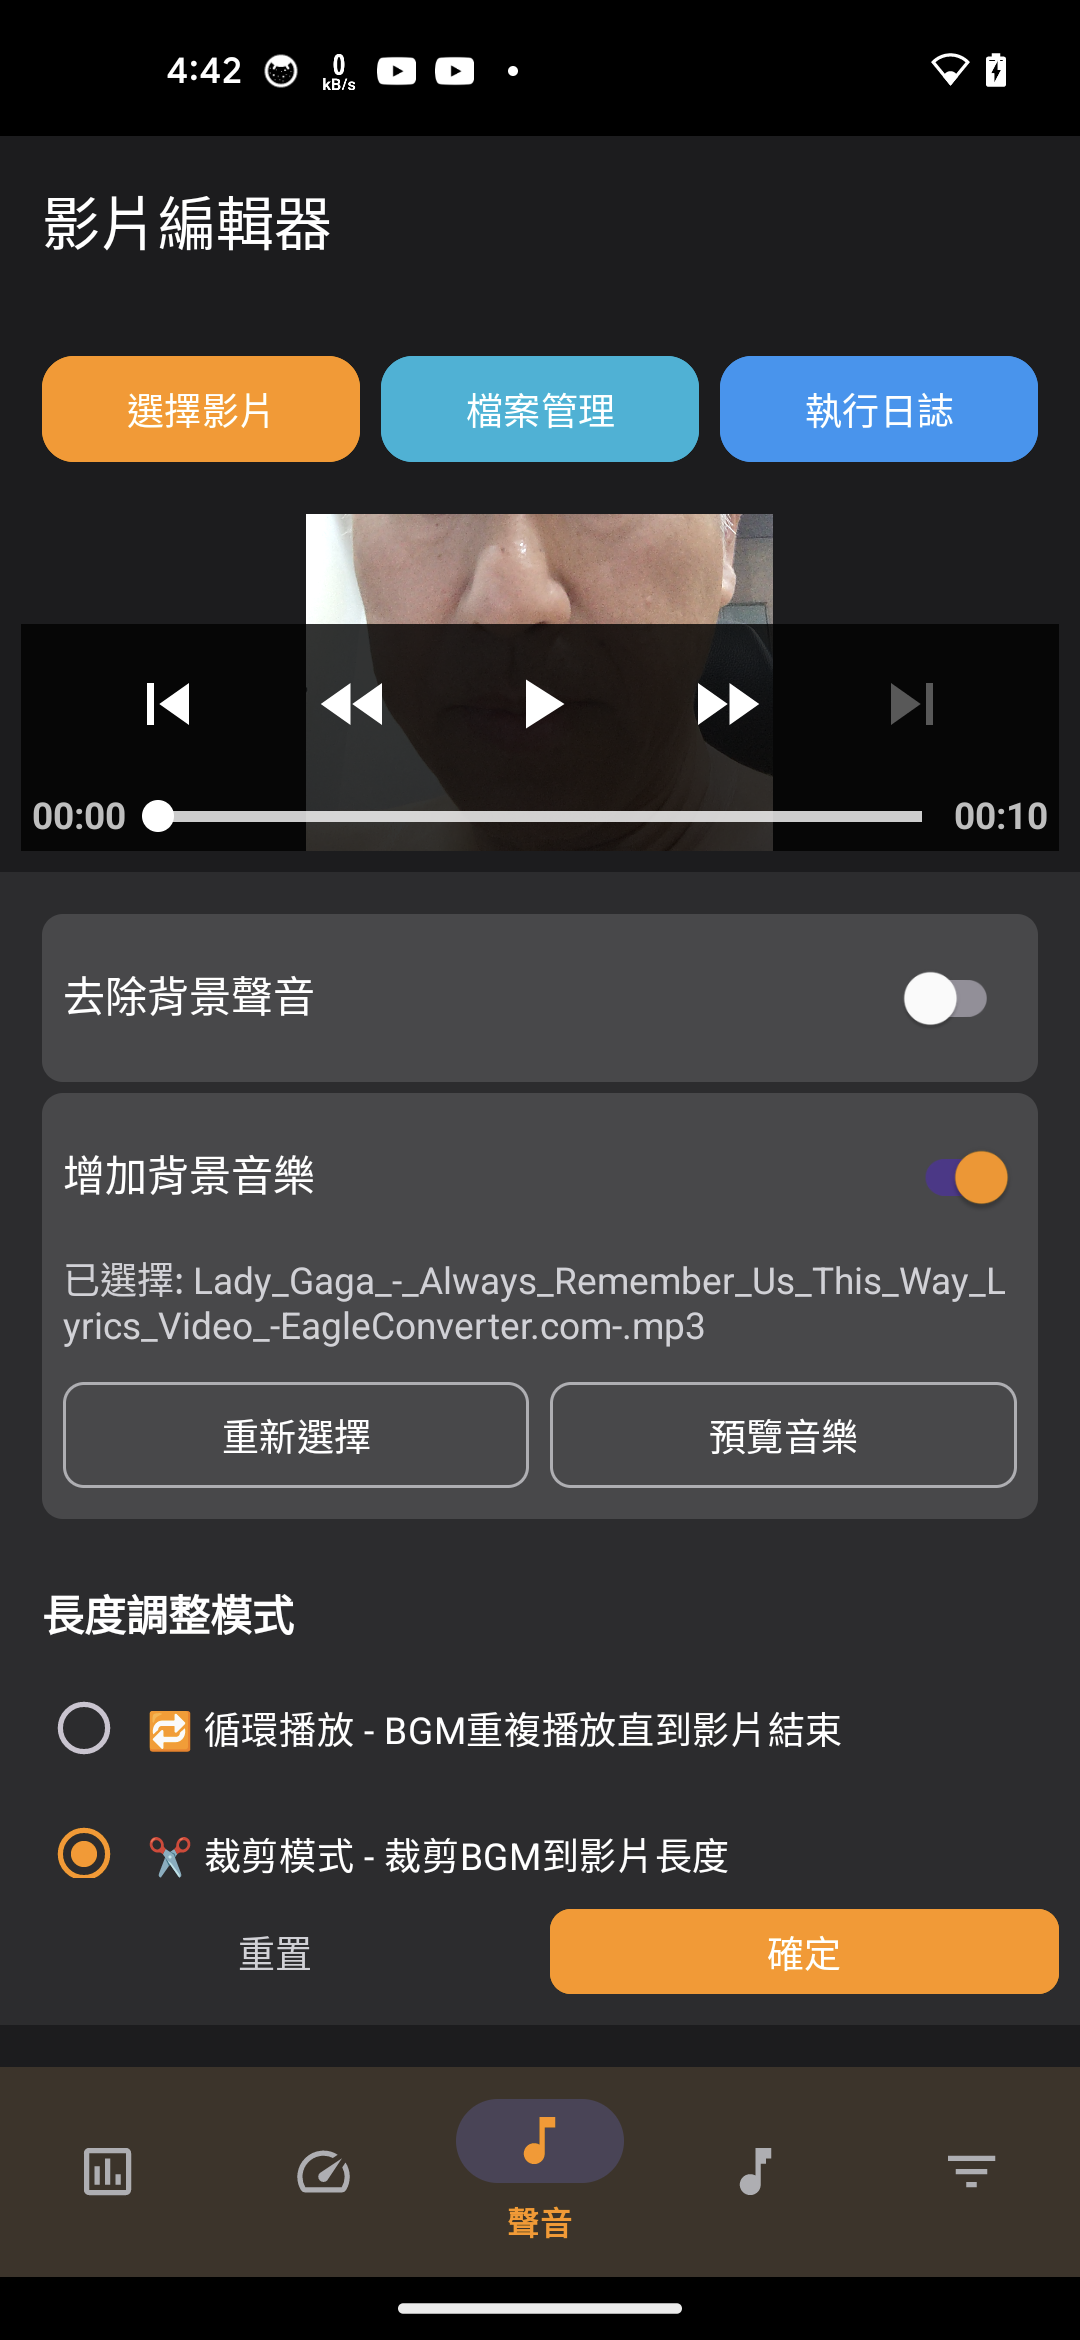 4:42
0
kB/s
影片編輯器
選擇影片
檔案管理
執行日誌
00:00
00:10
去除背景聲音
增加背景音樂
已選擇: Lady_Gaga_-_Always_Remember_Us_This_Way_L
yrics_Video_-EagleConverter.com-.mp3
重新選擇
預覽音樂
長度調整模式
🔁 循環播放 - BGM重複播放直到影片結束
✂️ 裁剪模式 - 裁剪BGM到影片長度
重置
確定
聲音